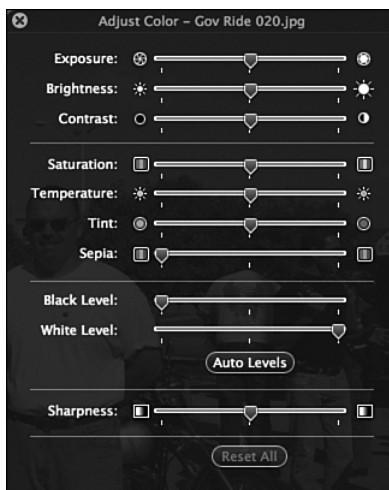 Adjust Color – Gov Ride 020.jpg
Exposure:
Brightness:
Contrast:
Saturation:
Temperature:
Tint:
Sepia:
Black Level:
White Level:
Auto Levels
Sharpness:
Reset All